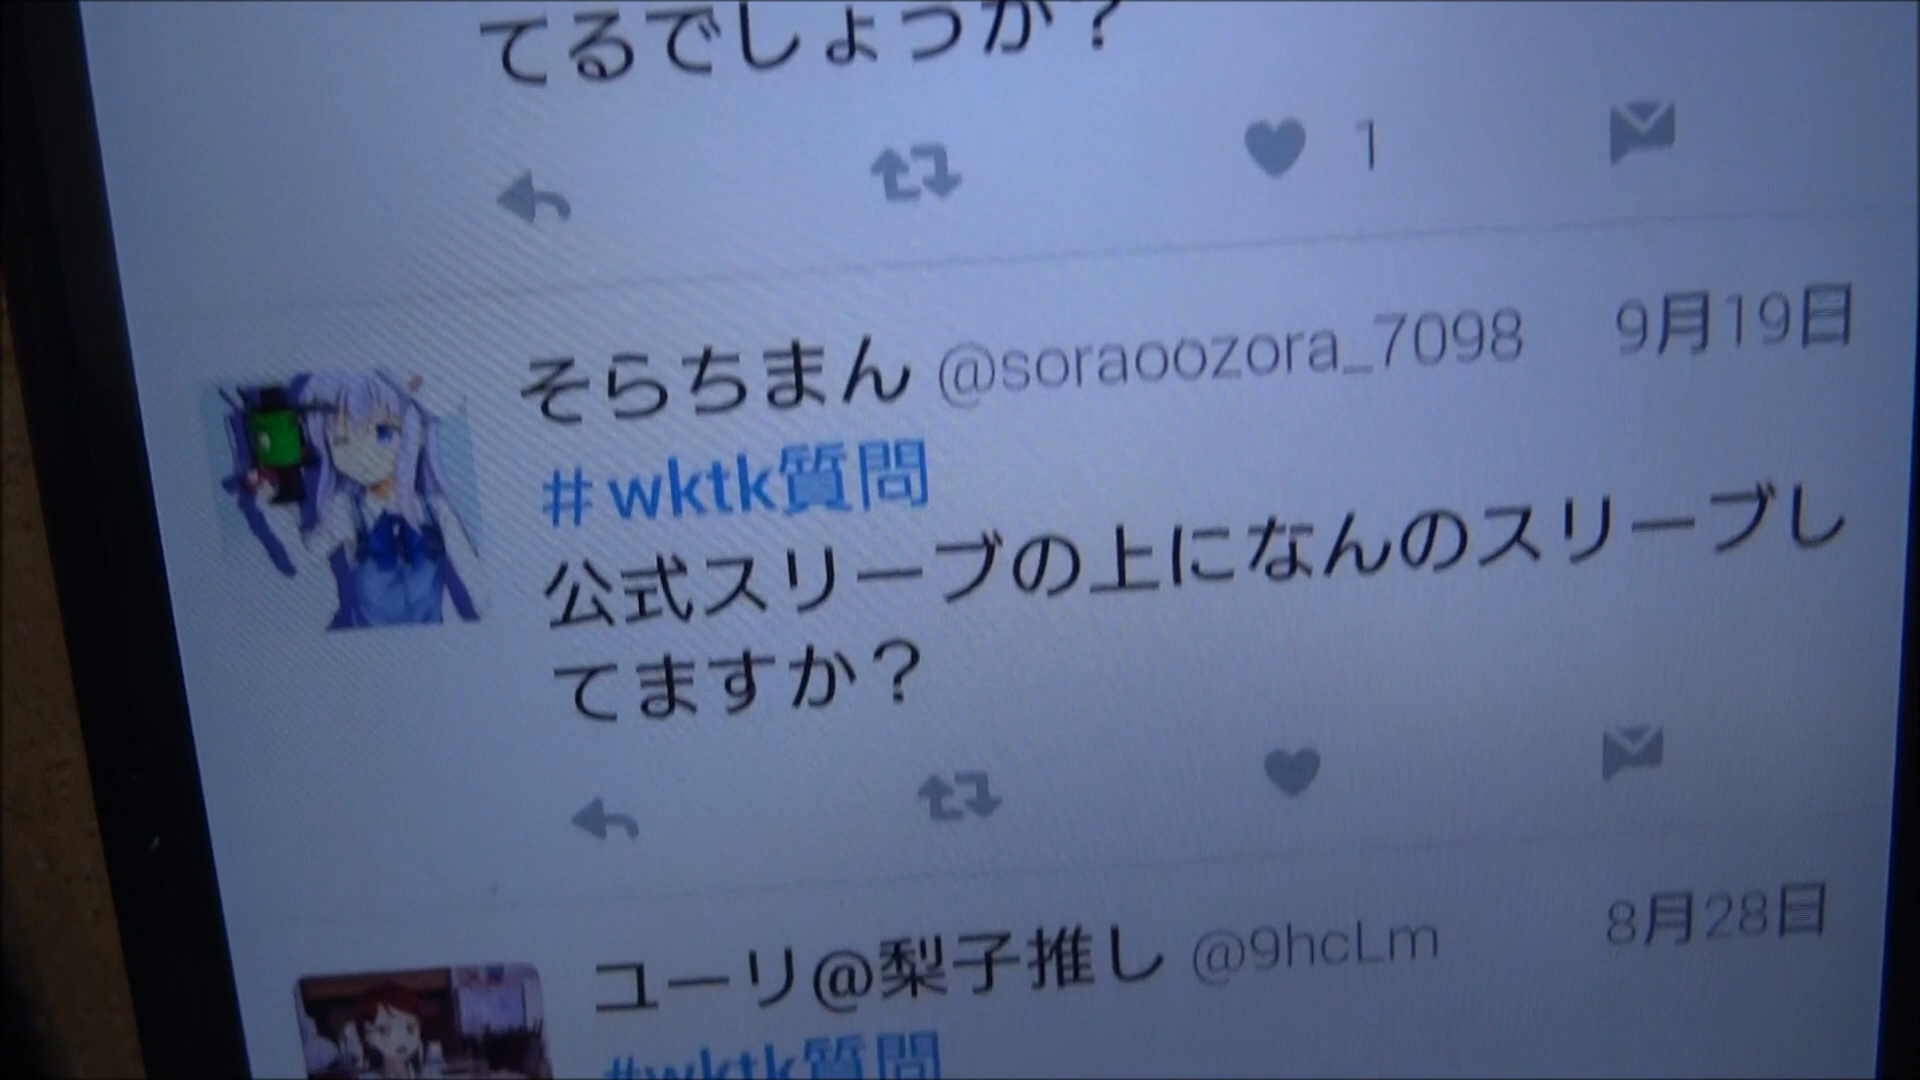 てるでしょうか？
1
そらちまん @soraoozora_7098 9月19日
#wktk質問
公式スリーブの上になんのスリーブし
てますか？
ユーリ@梨子推し @9hcLm 8月28日
#wktk質問